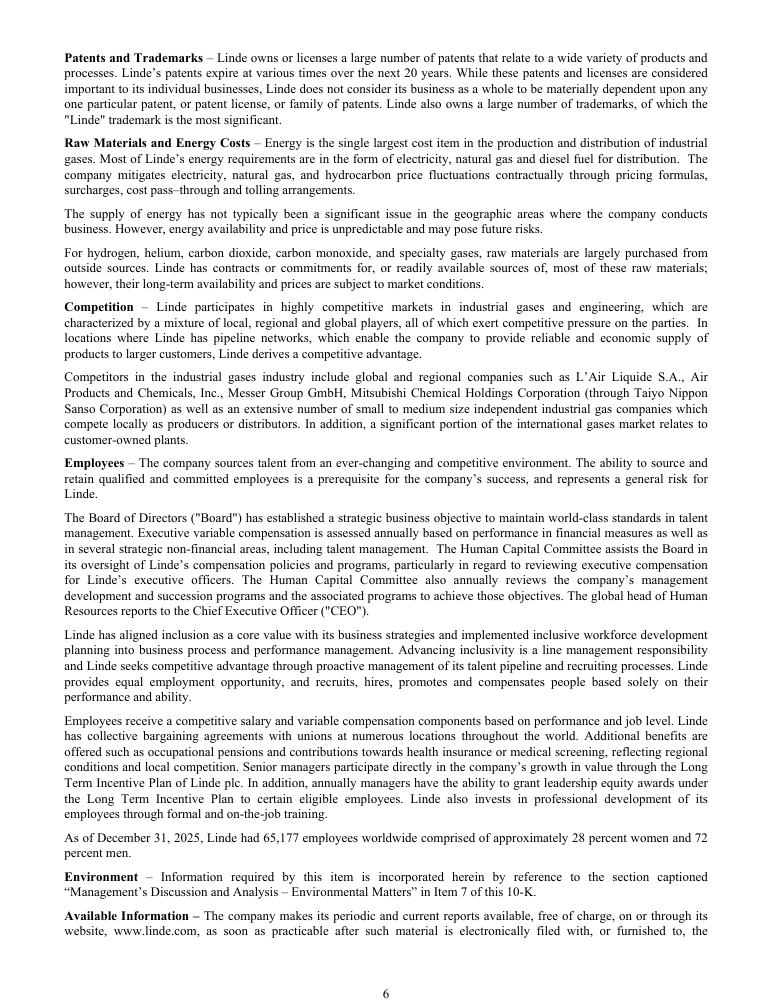 Patents and Trademarks – Linde owns or licenses a large number of patents that relate to a wide variety of products and
processes. Linde’s patents expire at various times over the next 20 years. While these patents and licenses are considered
important to its individual businesses, Linde does not consider its business as a whole to be materially dependent upon any
one particular patent, or patent license, or family of patents. Linde also owns a large number of trademarks, of which the
"Linde" trademark is the most significant.
Raw Materials and Energy Costs – Energy is the single largest cost item in the production and distribution of industrial
gases. Most of Linde’s energy requirements are in the form of electricity, natural gas and diesel fuel for distribution.  The
company mitigates electricity, natural gas, and hydrocarbon price fluctuations contractually through pricing formulas,
surcharges, cost pass–through and tolling arrangements.
The supply of energy has not typically been a significant issue in the geographic areas where the company conducts
business. However, energy availability and price is unpredictable and may pose future risks.
For hydrogen, helium, carbon dioxide, carbon monoxide, and specialty gases, raw materials are largely purchased from
outside sources. Linde has contracts or commitments for, or readily available sources of, most of these raw materials;
however, their long-term availability and prices are subject to market conditions.
Competition – Linde participates in highly competitive markets in industrial gases and engineering, which are
characterized by a mixture of local, regional and global players, all of which exert competitive pressure on the parties.  In
locations where Linde has pipeline networks, which enable the company to provide reliable and economic supply of
products to larger customers, Linde derives a competitive advantage.
Competitors in the industrial gases industry include global and regional companies such as L’Air Liquide S.A., Air
Products and Chemicals, Inc., Messer Group GmbH, Mitsubishi Chemical Holdings Corporation (through Taiyo Nippon
Sanso Corporation) as well as an extensive number of small to medium size independent industrial gas companies which
compete locally as producers or distributors. In addition, a significant portion of the international gases market relates to
customer-owned plants.
Employees – The company sources talent from an ever-changing and competitive environment. The ability to source and
retain qualified and committed employees is a prerequisite for the company’s success, and represents a general risk for
Linde.
The Board of Directors ("Board") has established a strategic business objective to maintain world-class standards in talent
management. Executive variable compensation is assessed annually based on performance in financial measures as well as
in several strategic non-financial areas, including talent management.  The Human Capital Committee assists the Board in
its oversight of Linde’s compensation policies and programs, particularly in regard to reviewing executive compensation
for Linde’s executive officers. The Human Capital Committee also annually reviews the company’s management
development and succession programs and the associated programs to achieve those objectives. The global head of Human
Resources reports to the Chief Executive Officer ("CEO").
Linde has aligned inclusion as a core value with its business strategies and implemented inclusive workforce development
planning into business process and performance management. Advancing inclusivity is a line management responsibility
and Linde seeks competitive advantage through proactive management of its talent pipeline and recruiting processes. Linde
provides equal employment opportunity, and recruits, hires, promotes and compensates people based solely on their
performance and ability.
Employees receive a competitive salary and variable compensation components based on performance and job level. Linde
has collective bargaining agreements with unions at numerous locations throughout the world. Additional benefits are
offered such as occupational pensions and contributions towards health insurance or medical screening, reflecting regional
conditions and local competition. Senior managers participate directly in the company’s growth in value through the Long
Term Incentive Plan of Linde plc. In addition, annually managers have the ability to grant leadership equity awards under
the Long Term Incentive Plan to certain eligible employees. Linde also invests in professional development of its
employees through formal and on-the-job training.
As of December 31, 2025, Linde had 65,177 employees worldwide comprised of approximately 28 percent women and 72
percent men.
Environment – Information required by this item is incorporated herein by reference to the section captioned
“Management’s Discussion and Analysis – Environmental Matters” in Item 7 of this 10-K.
Available Information – The company makes its periodic and current reports available, free of charge, on or through its
website, www.linde.com, as soon as practicable after such material is electronically filed with, or furnished to, the
6